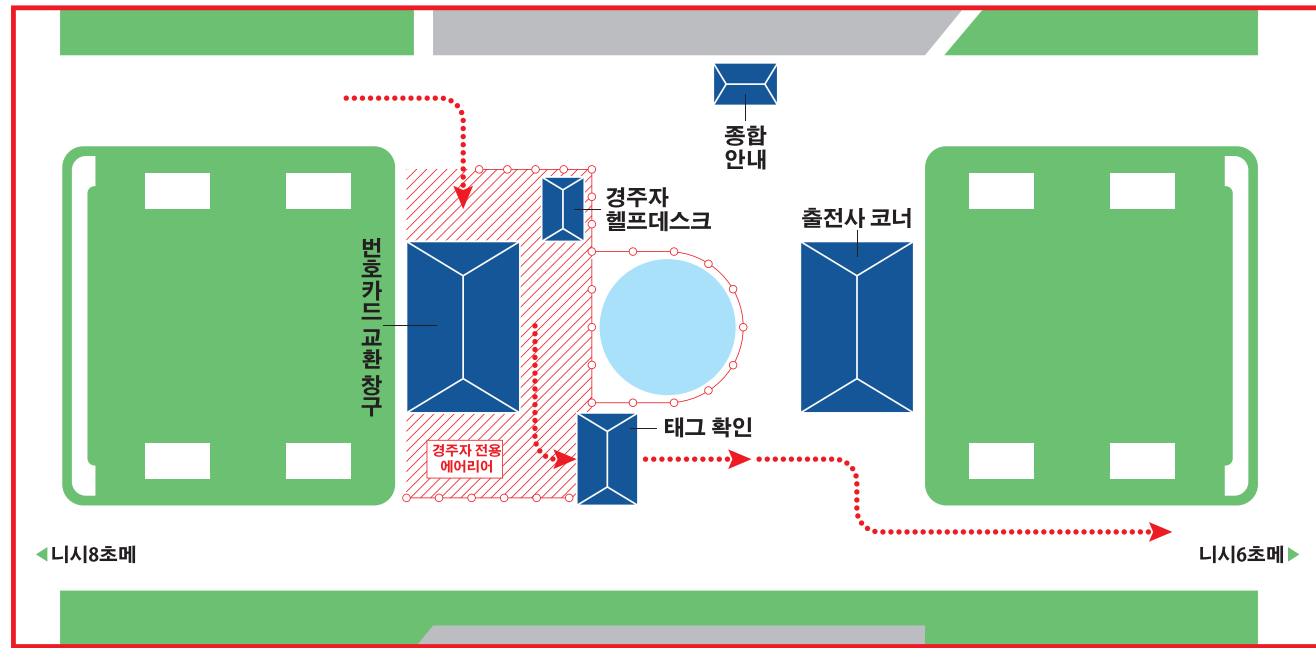 종합
안내
경주자
헬프데스크
출전사 코너
번호카드 교환 창구
태그 확인
경주자 전용
에어리어
니시8초메
니시6초메